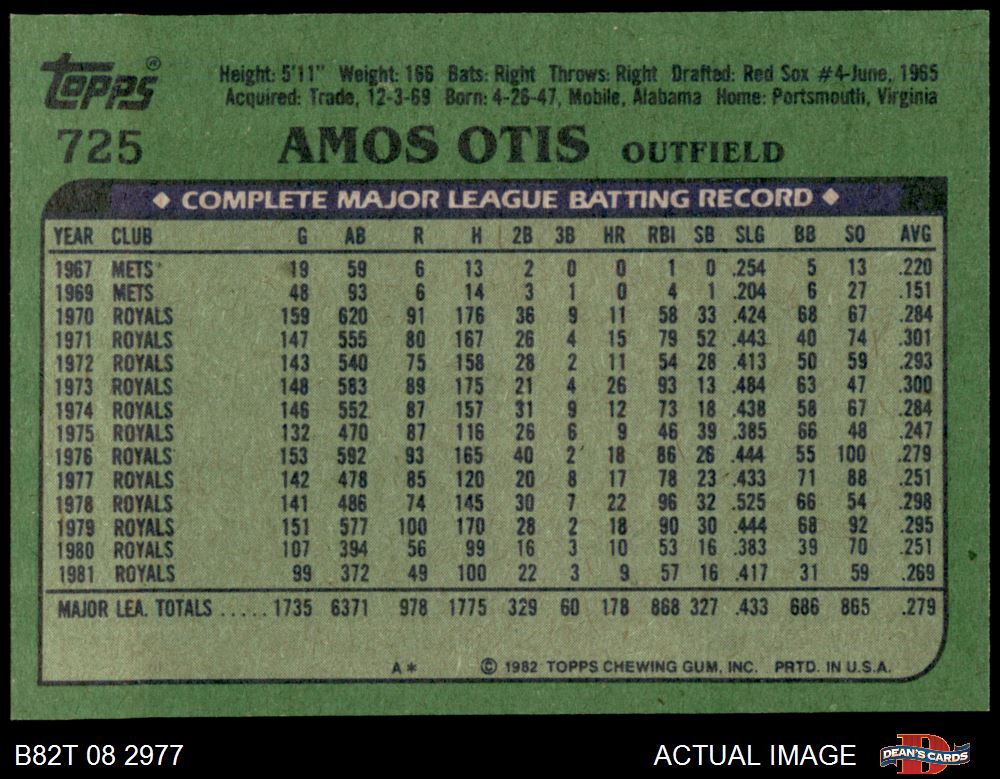 Topps®
Height: 5'11" Weight: 166 Bats: Right Throws: Right Drafted: Red Sox #4-June, 1965
Acquired: Trade, 12-3-69 Born: 4-26-47, Mobile, Alabama Home: Portsmouth, Virginia
725 AMOS OTIS OUTFIELD
◆ COMPLETE MAJOR LEAGUE BATTING RECORD ◆
YEAR CLUB G AB R H 2B 3B HR RBI SB SLG BB SO AVG
1967 METS 19 59 6 13 2 0 0 1 0 .254 5 13 .220
1969 METS 48 93 6 14 3 1 0 4 1 .204 6 27 .151
1970 ROYALS 159 620 91 176 36 9 11 58 33 .424 68 67 .284
1971 ROYALS 147 555 80 167 26 4 15 79 52 .443 40 74 .301
1972 ROYALS 143 540 75 158 28 2 11 54 28 .413 50 59 .293
1973 ROYALS 148 583 89 175 21 4 26 93 13 .484 63 47 .300
1974 ROYALS 146 552 87 157 31 9 12 73 18 .438 58 67 .284
1975 ROYALS 132 470 87 116 26 6 9 46 39 .385 66 48 .247
1976 ROYALS 153 592 93 165 40 2 18 86 26 .444 55 100 .279
1977 ROYALS 142 478 85 120 20 8 17 78 23 .433 71 88 .251
1978 ROYALS 141 486 74 145 30 7 22 96 32 .525 66 54 .298
1979 ROYALS 151 577 100 170 28 2 18 90 30 .444 68 92 .295
1980 ROYALS 107 394 56 99 16 3 10 53 16 .383 39 70 .251
1981 ROYALS 99 372 49 100 22 3 9 57 16 .417 31 59 .269
MAJOR LEA. TOTALS ..... 1735 6371 978 1775 329 60 178 868 327 .433 686 865 .279
A* © 1982 TOPPS CHEWING GUM, INC. PRTD. IN U.S.A.
B82T 08 2977 ACTUAL IMAGE DEAN'S CARDS